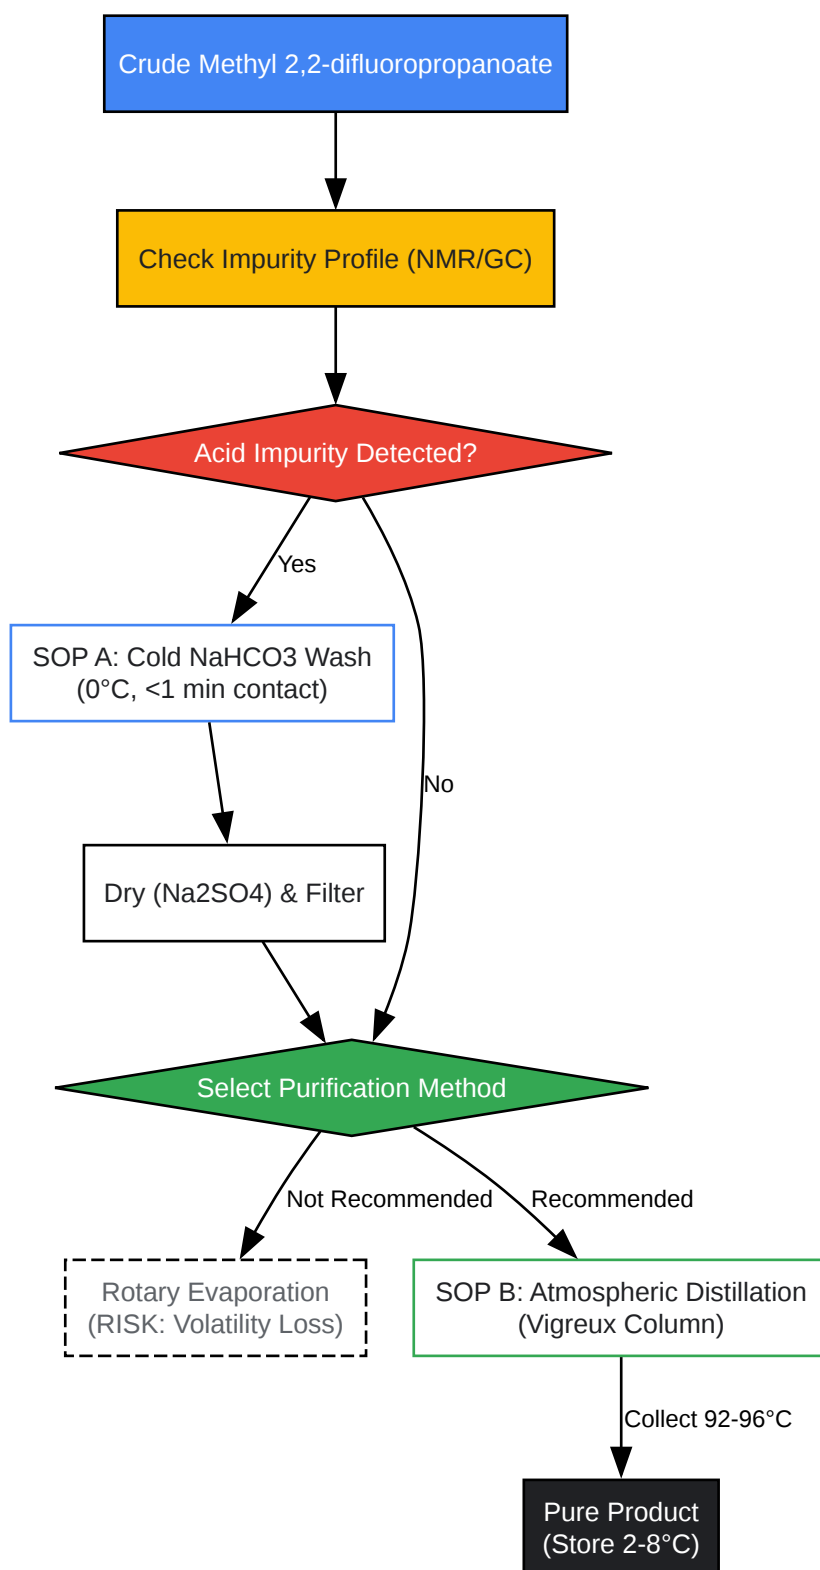 Crude Methyl 2,2-difluoropropanoate
Check Impurity Profile (NMR/GC)
Acid Impurity Detected?
Yes
SOP A: Cold NaHCO3 Wash
(0°C, <1 min contact)
No
Dry (Na2SO4) & Filter
Select Purification Method
Not Recommended
Recommended
Rotary Evaporation
(RISK: Volatility Loss)
SOP B: Atmospheric Distillation
(Vigreux Column)
Collect 92-96°C
Pure Product
(Store 2-8°C)